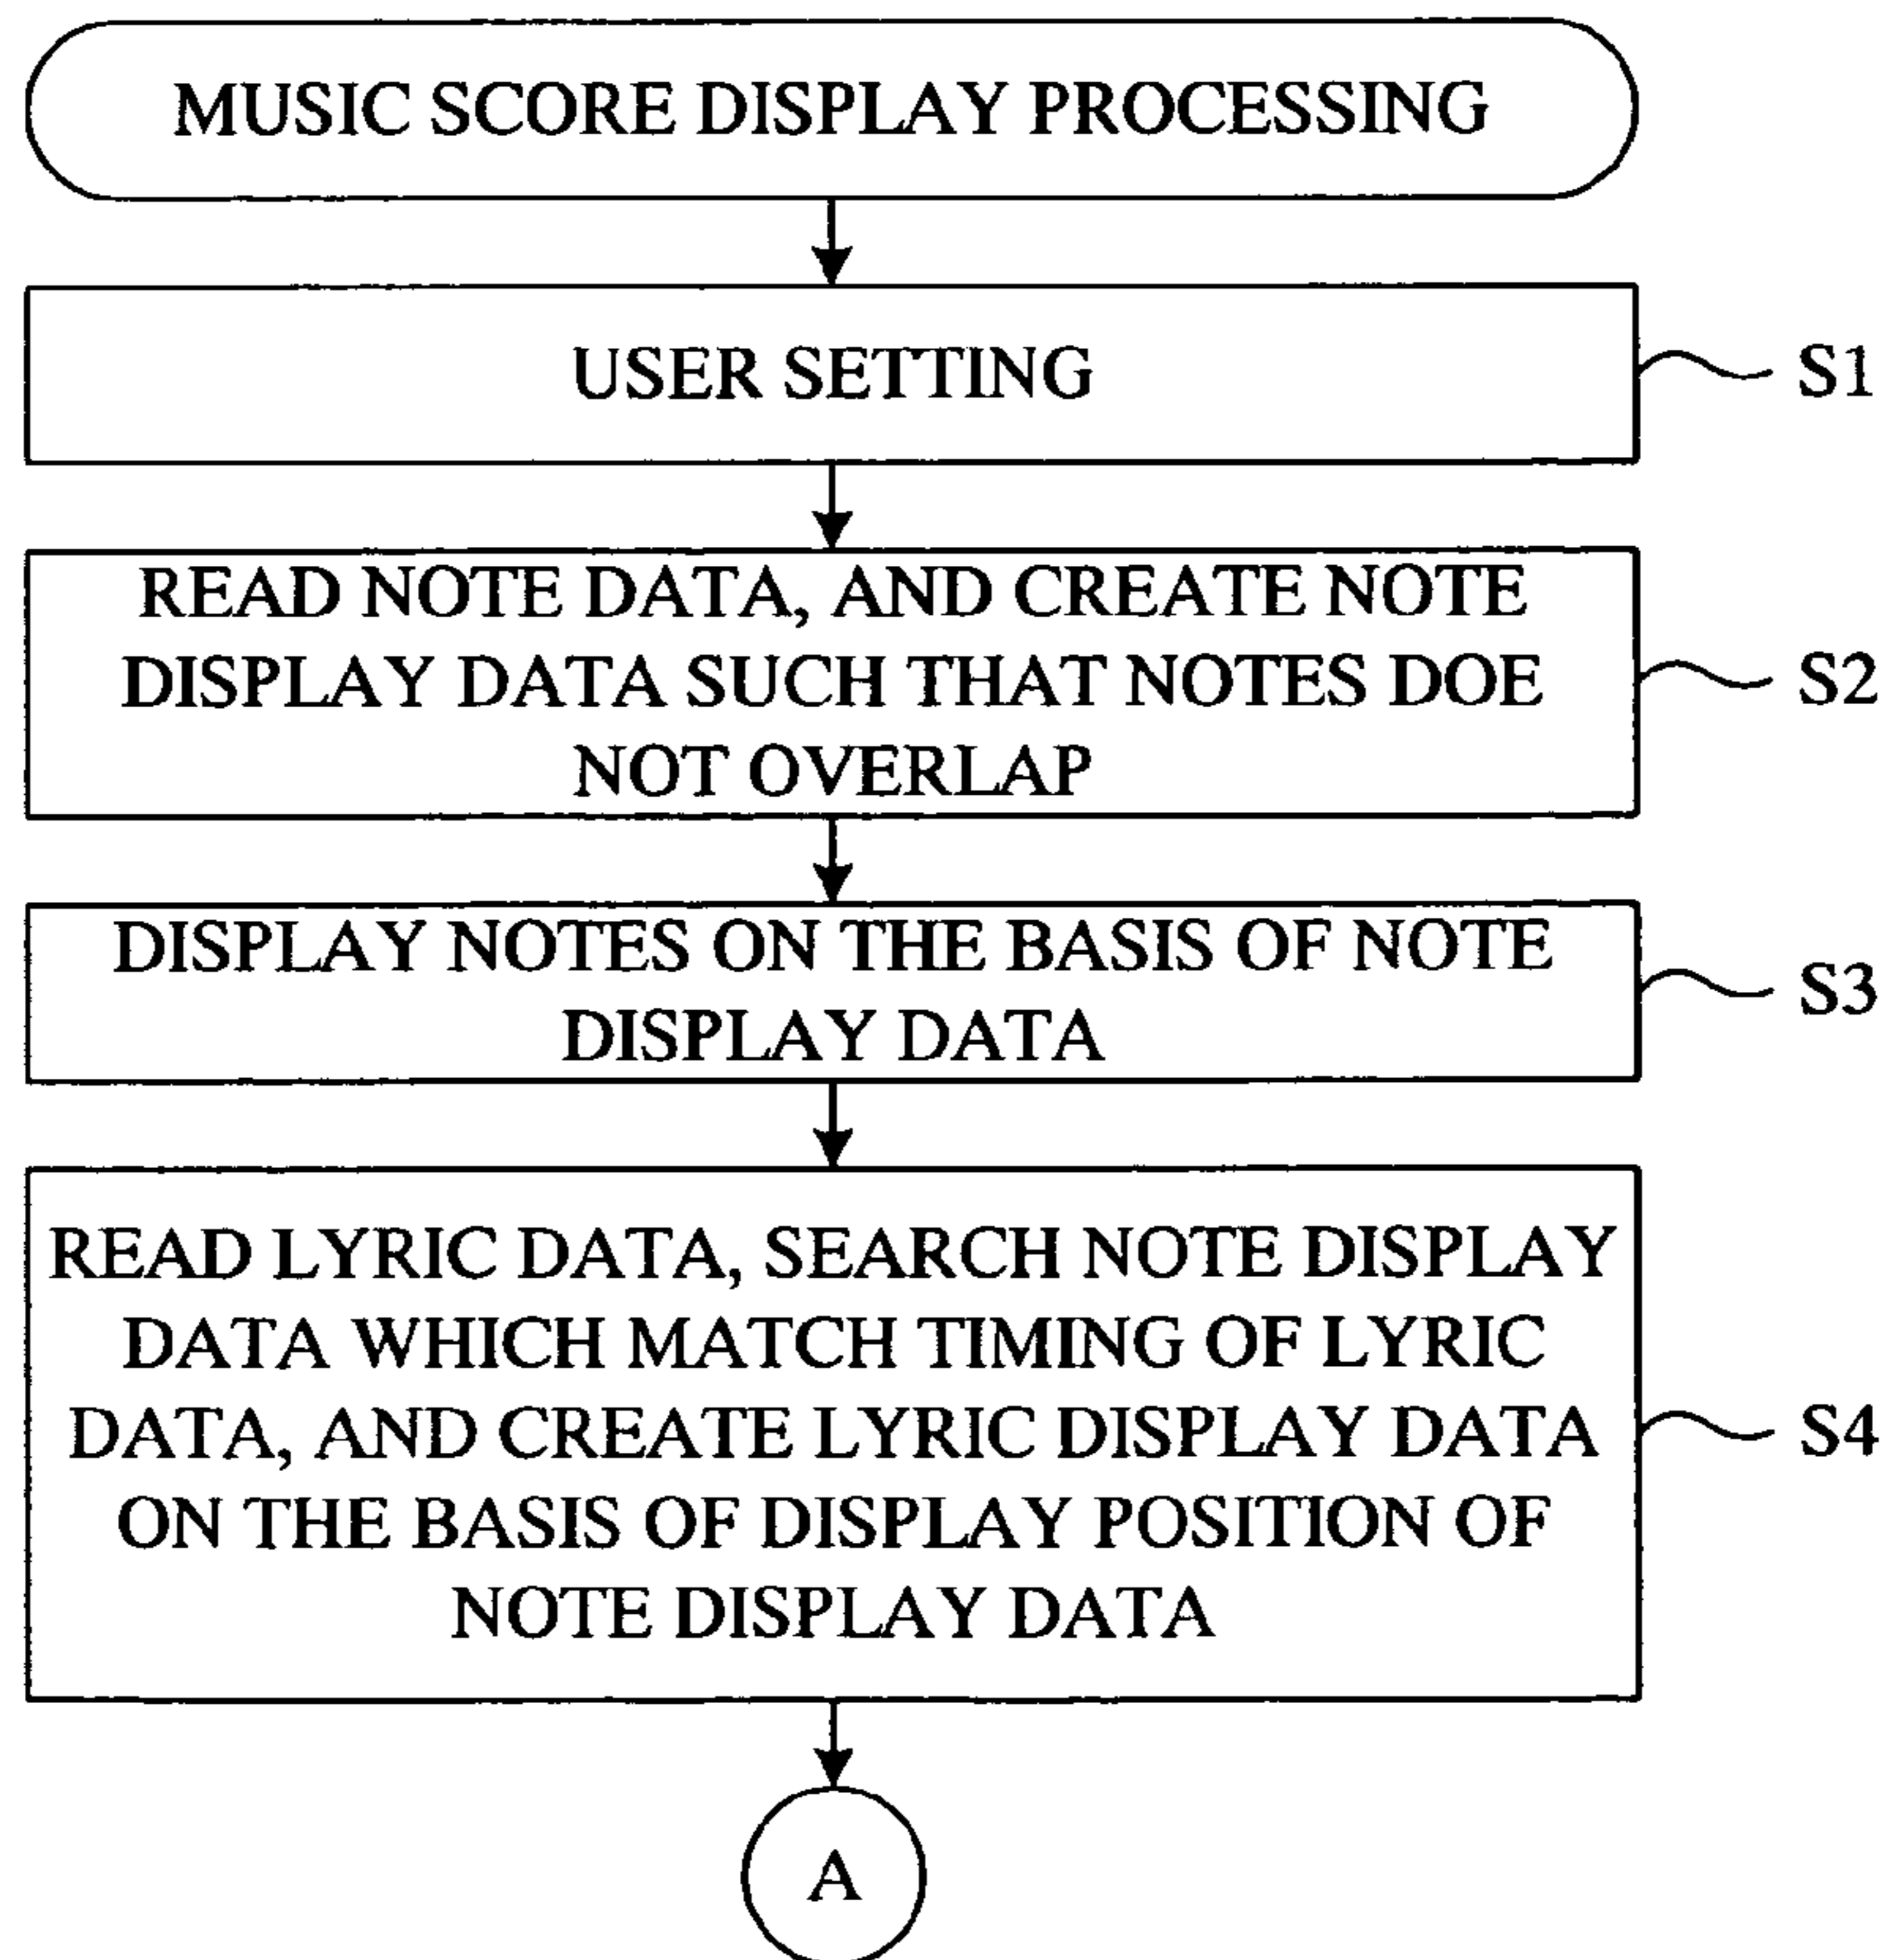 MUSIC SCORE DISPLAY PROCESSING
USER SETTING
S1
READ NOTE DATA, AND CREATE NOTE
DISPLAY DATA SUCH THAT NOTES DOE
NOT OVERLAP
S2
DISPLAY NOTES ON THE BASIS OF NOTE
DISPLAY DATA
S3
READ LYRIC DATA, SEARCH NOTE DISPLAY
DATA WHICH MATCH TIMING OF LYRIC
DATA, AND CREATE LYRIC DISPLAY DATA
ON THE BASIS OF DISPLAY POSITION OF
NOTE DISPLAY DATA
S4
A